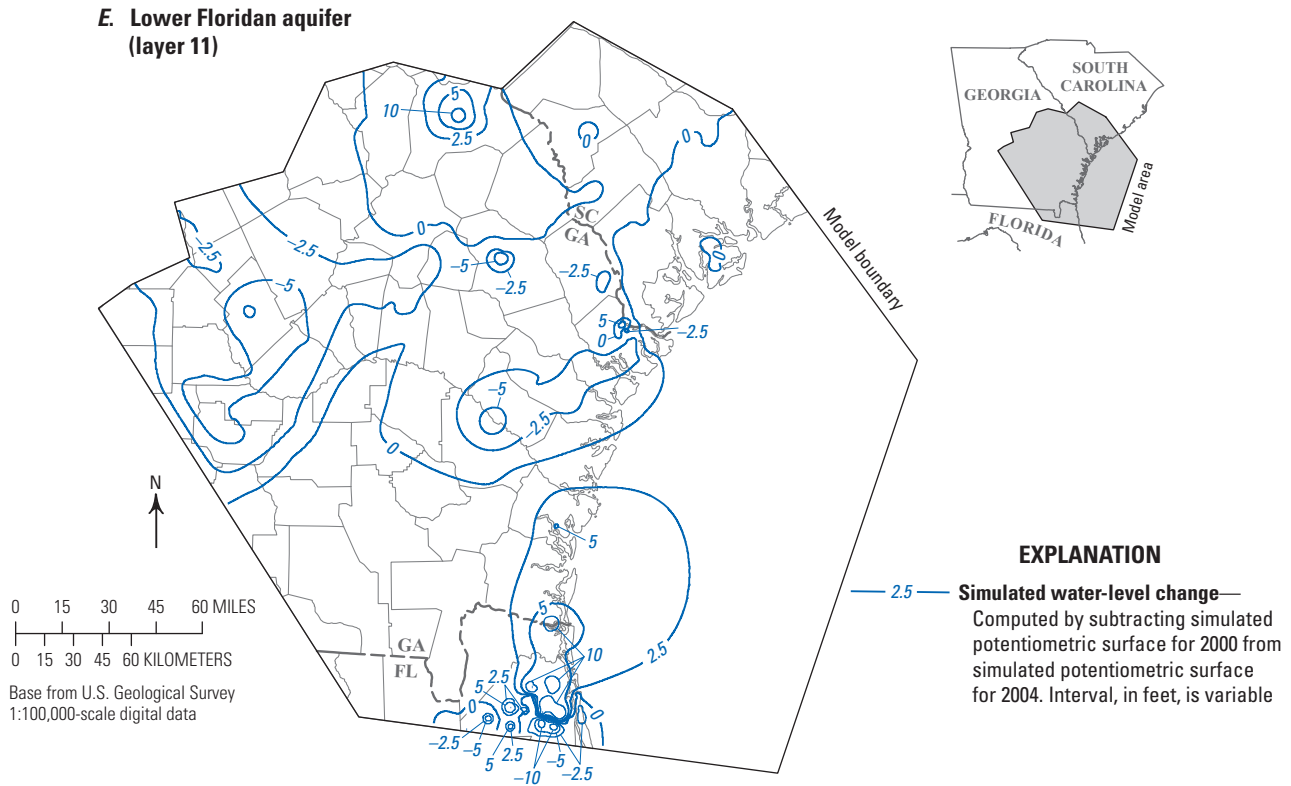 E. Lower Floridan aquifer
(layer 11)
5
10
2.5
0
0
SC
GA
0
–2.5
–2.5
–5
–2.5
–2.5
0
–5
5
0
–2.5
–5
–2.5
0
Model boundary
5
5
10
2.5
GA
FL
2.5
5
0
0
–2.5
–5
5
2.5
–10
–5
–2.5
N
0 15 30 45 60 MILES
0 15 30 45 60 KILOMETERS
Base from U.S. Geological Survey
1:100,000-scale digital data
SOUTH
CAROLINA
GEORGIA
FLORIDA
Model area
EXPLANATION
2.5
Simulated water-level change—
Computed by subtracting simulated
potentiometric surface for 2000 from
simulated potentiometric surface
for 2004. Interval, in feet, is variable